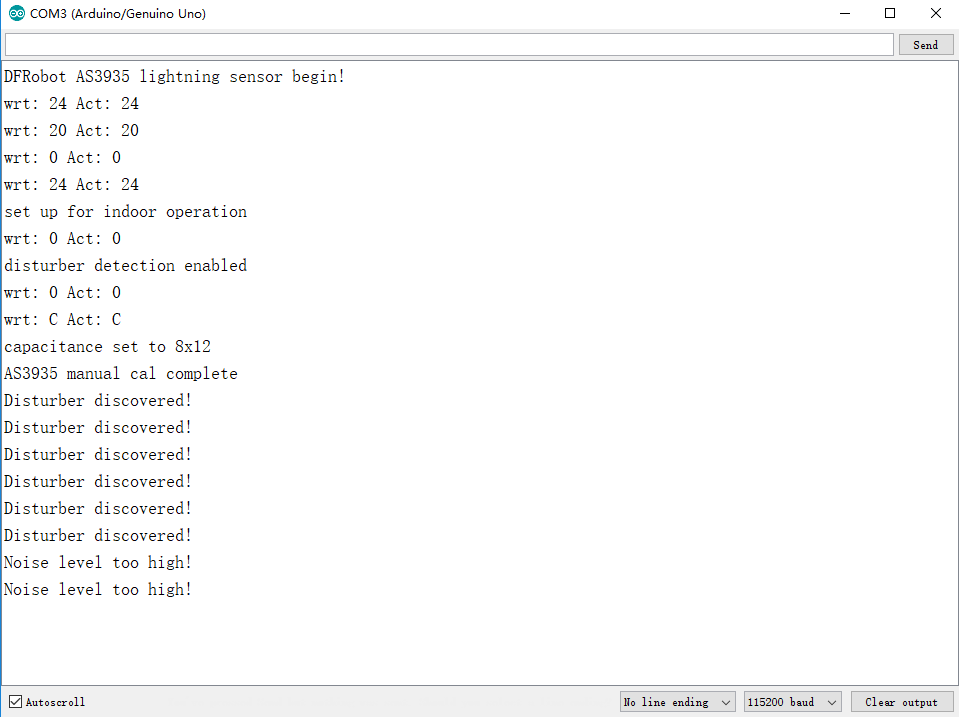 COM3 (Arduino/Genuino Uno)
Send
DFRobot AS3935 lightning sensor begin!
wrt: 24 Act: 24
wrt: 20 Act: 20
wrt: 0 Act: 0
wrt: 24 Act: 24
set up for indoor operation
wrt: 0 Act: 0
disturber detection enabled
wrt: 0 Act: 0
wrt: C Act: C
capacitance set to 8x12
AS3935 manual cal complete
Disturber discovered!
Disturber discovered!
Disturber discovered!
Disturber discovered!
Disturber discovered!
Disturber discovered!
Noise level too high!
Noise level too high!
Autoscroll No line ending 115200 baud Clear output